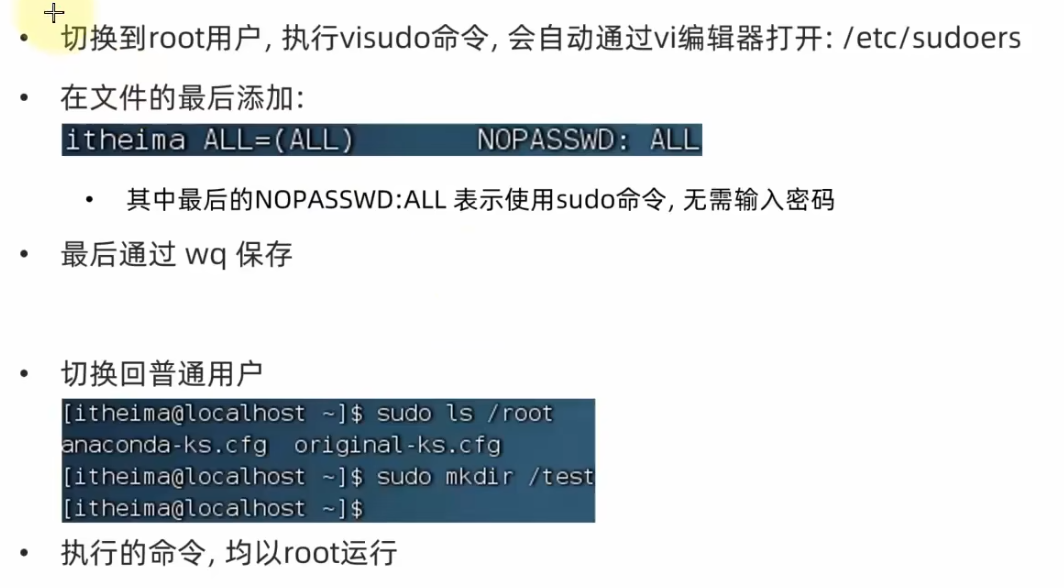 • 切换到root用户, 执行visudo命令, 会自动通过vi编辑器打开: /etc/sudoers
• 在文件的最后添加:
itheima ALL=(ALL)       NOPASSWD: ALL
• 其中最后的NOPASSWD:ALL 表示使用sudo命令, 无需输入密码
• 最后通过 wq 保存
• 切换回普通用户
[itheima@localhost ~]$ sudo ls /root
anaconda-ks.cfg  original-ks.cfg
[itheima@localhost ~]$ sudo mkdir /test
[itheima@localhost ~]$
• 执行的命令, 均以root运行